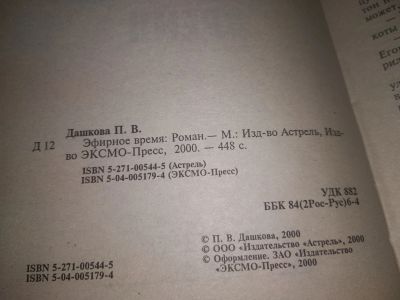 Дашкова П. В.
Д 12 Эфирное время: Роман.— М.: Изд-во Астрель, Изд-
во ЭКСМО-Пресс, 2000. — 448 с.
ISBN 5-271-00544-5 (Астрель)
ISBN 5-04-005179-4 (ЭКСМО-Пресс)
УДК 882
ББК 84(2Рос-Рус)6-4
© П. В. Дашкова, 2000
© ООО «Издательство «Астрель», 2000
© Оформление. ЗАО «Издательство
«ЭКСМО-Пресс», 2000
ISBN 5-271-00544-5
ISBN 5-04-005179-4
может,
коты